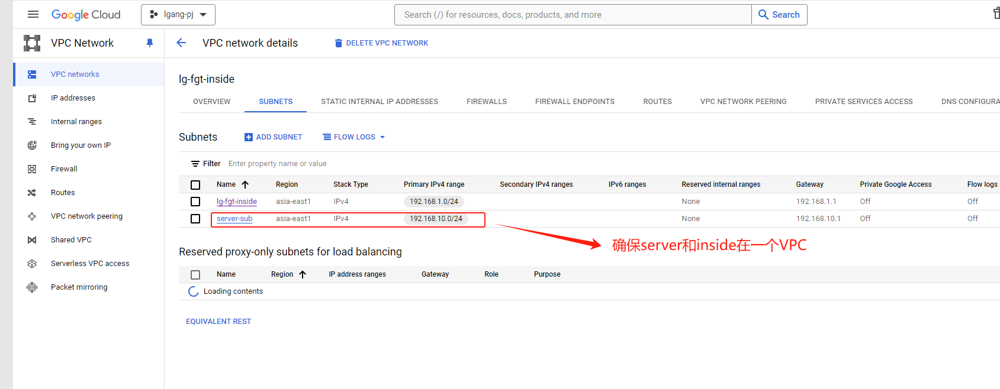 Google Cloud lgang-pj Search (/) for resources, docs, products, and more Search
VPC Network VPC network details DELETE VPC NETWORK
VPC networks
IP addresses
Internal ranges
Bring your own IP
Firewall
Routes
VPC network peering
Shared VPC
Serverless VPC access
Packet mirroring
lg-fgt-inside
OVERVIEW SUBNETS STATIC INTERNAL IP ADDRESSES FIREWALLS FIREWALL ENDPOINTS ROUTES VPC NETWORK PEERING PRIVATE SERVICES ACCESS DNS CONFIGURA
Subnets ADD SUBNET FLOW LOGS
Filter Enter property name or value
Name Region Stack Type Primary IPv4 range Secondary IPv4 ranges IPv6 ranges Reserved internal ranges Gateway Private Google Access Flow logs
lg-fgt-inside asia-east1 IPv4 192.168.1.0/24 None 192.168.1.1 Off Off
server-sub asia-east1 IPv4 192.168.10.0/24 None 192.168.10.1 Off Off
确保server和inside在一个VPC
Reserved proxy-only subnets for load balancing
Name Region IP address ranges Gateway Role Purpose
Loading contents
EQUIVALENT REST